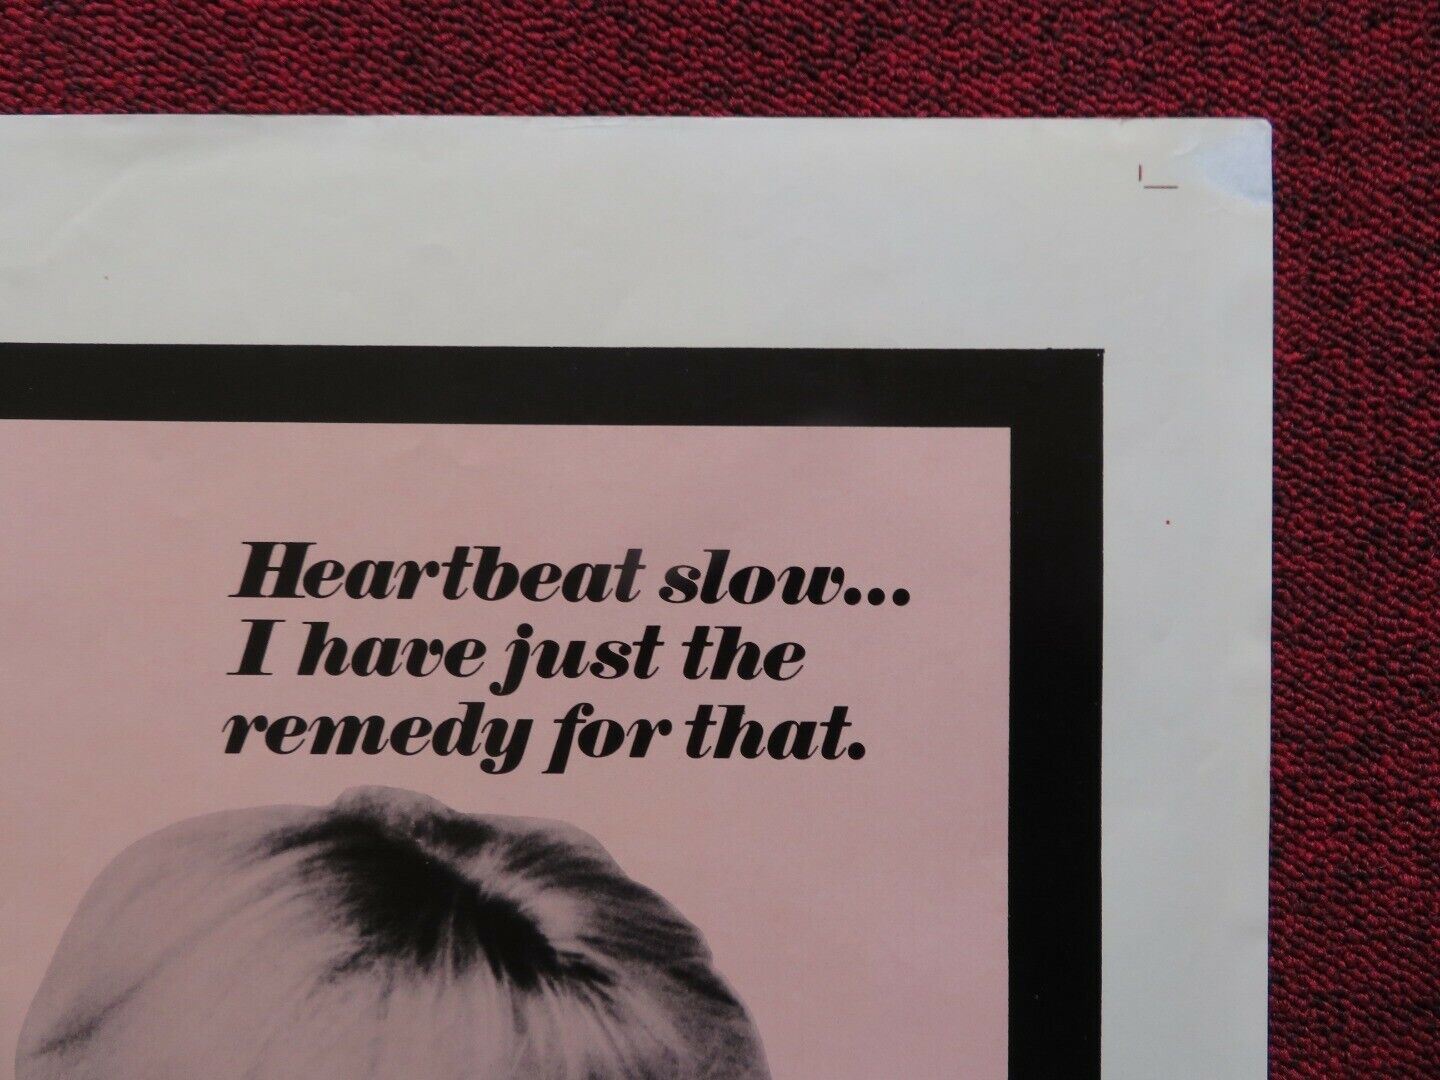 Heartbeat slow...
I have just the
remedy for that.